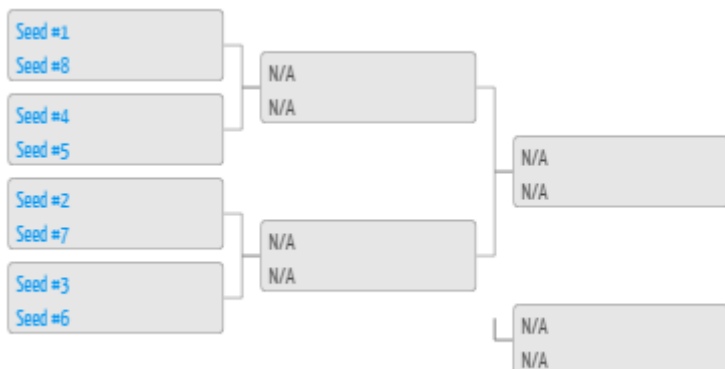 Seed #1
Seed #8
Seed #4
Seed #5
Seed #2
Seed #7
Seed #3
Seed #6
N/A
N/A
N/A
N/A
N/A
N/A
N/A
N/A